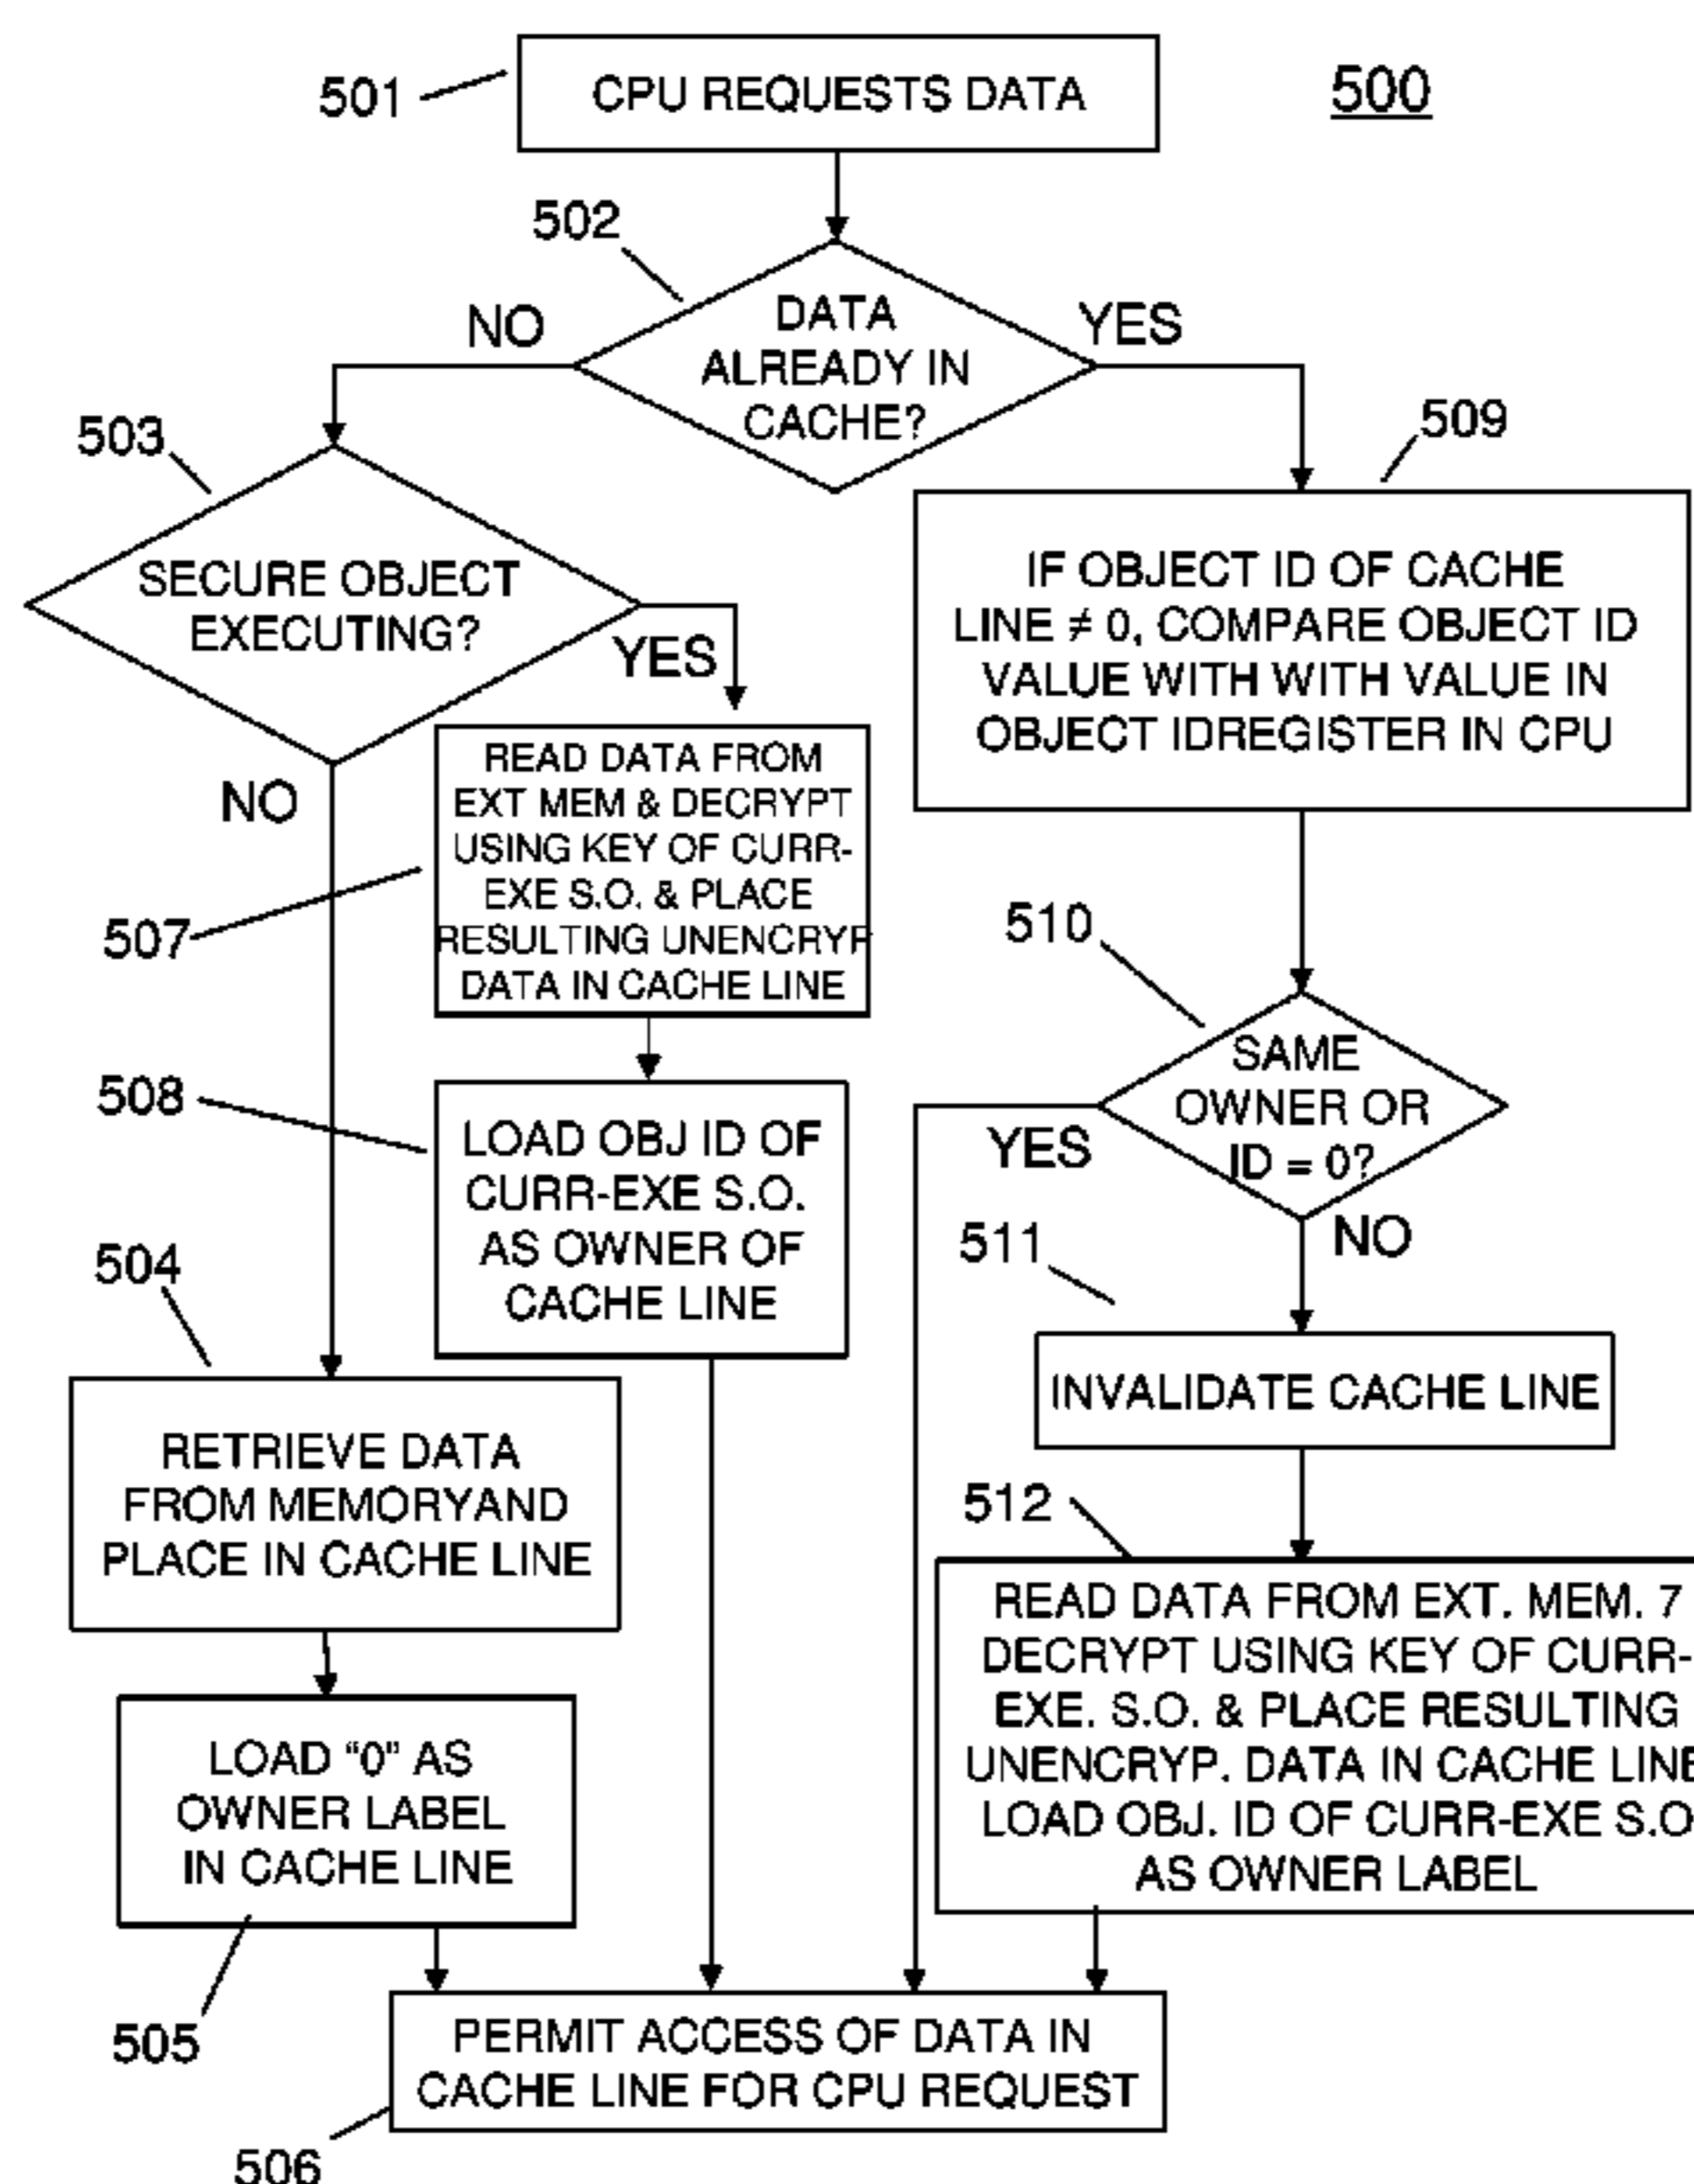 501
CPU REQUESTS DATA
500
502
NO
DATA
ALREADY IN
CACHE?
YES
503
SECURE OBJECT
EXECUTING?
YES
NO
509
IF OBJECT ID OF CACHE
LINE ≠ 0, COMPARE OBJECT ID
VALUE WITH WITH VALUE IN
OBJECT IDREGISTER IN CPU
507
READ DATA FROM
EXT MEM & DECRYPT
USING KEY OF CURR-
EXE S.O. & PLACE
RESULTING UNENCRYP
DATA IN CACHE LINE
510
SAME
OWNER OR
ID = 0?
YES
NO
508
LOAD OBJ ID OF
CURR-EXE S.O.
AS OWNER OF
CACHE LINE
511
INVALIDATE CACHE LINE
504
RETRIEVE DATA
FROM MEMORYAND
PLACE IN CACHE LINE
512
READ DATA FROM EXT. MEM. 7
DECRYPT USING KEY OF CURR-
EXE. S.O. & PLACE RESULTING
UNENCRYP. DATA IN CACHE LINE
LOAD OBJ. ID OF CURR-EXE S.O
AS OWNER LABEL
LOAD “0” AS
OWNER LABEL
IN CACHE LINE
505
PERMIT ACCESS OF DATA IN
CACHE LINE FOR CPU REQUEST
506